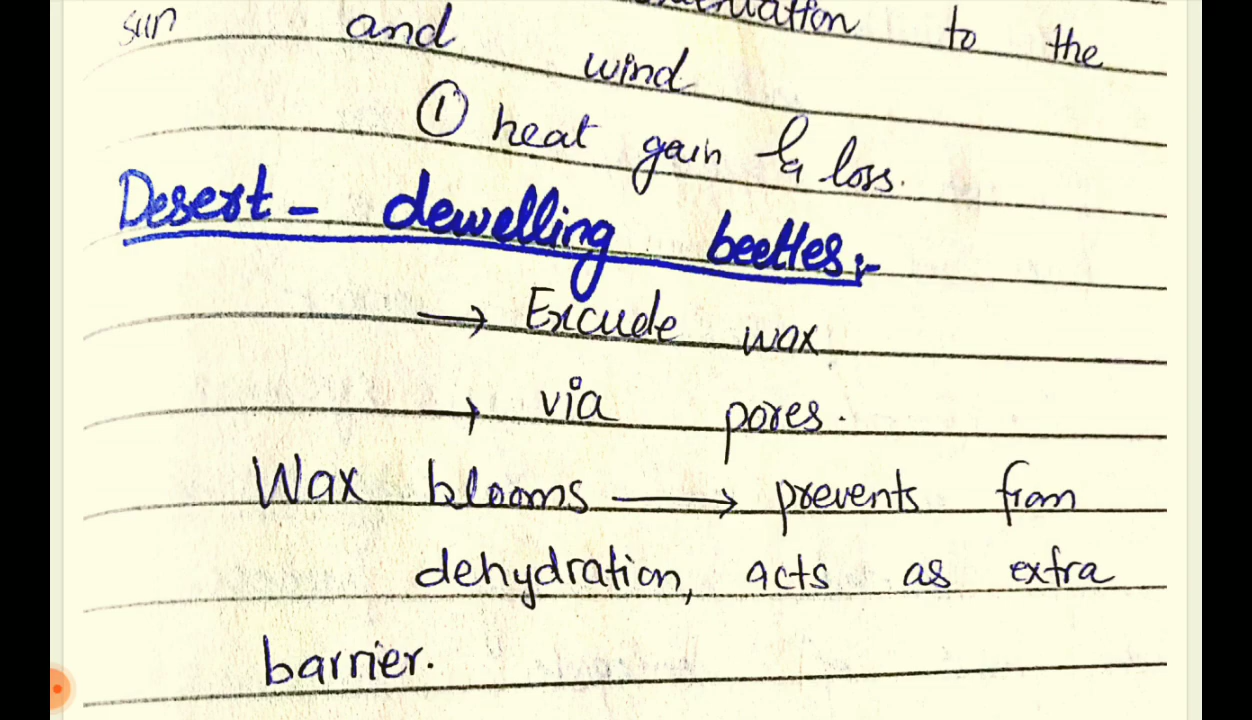 to the
sun and wind
① heat gain & loss.
Desert - dewelling beetles:-
→ Excude wax
→ via pores.
Wax blooms → prevents from
dehydration, acts as extra
barrier.